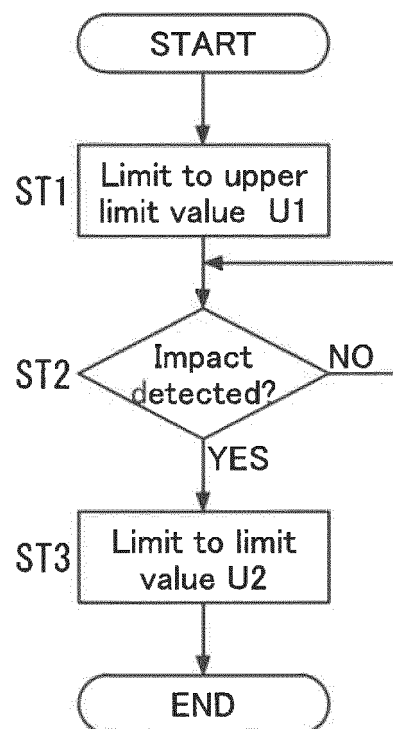 START
ST1
Limit to upper
limit value U1
ST2
Impact
detected?
NO
YES
ST3
Limit to limit
value U2
END